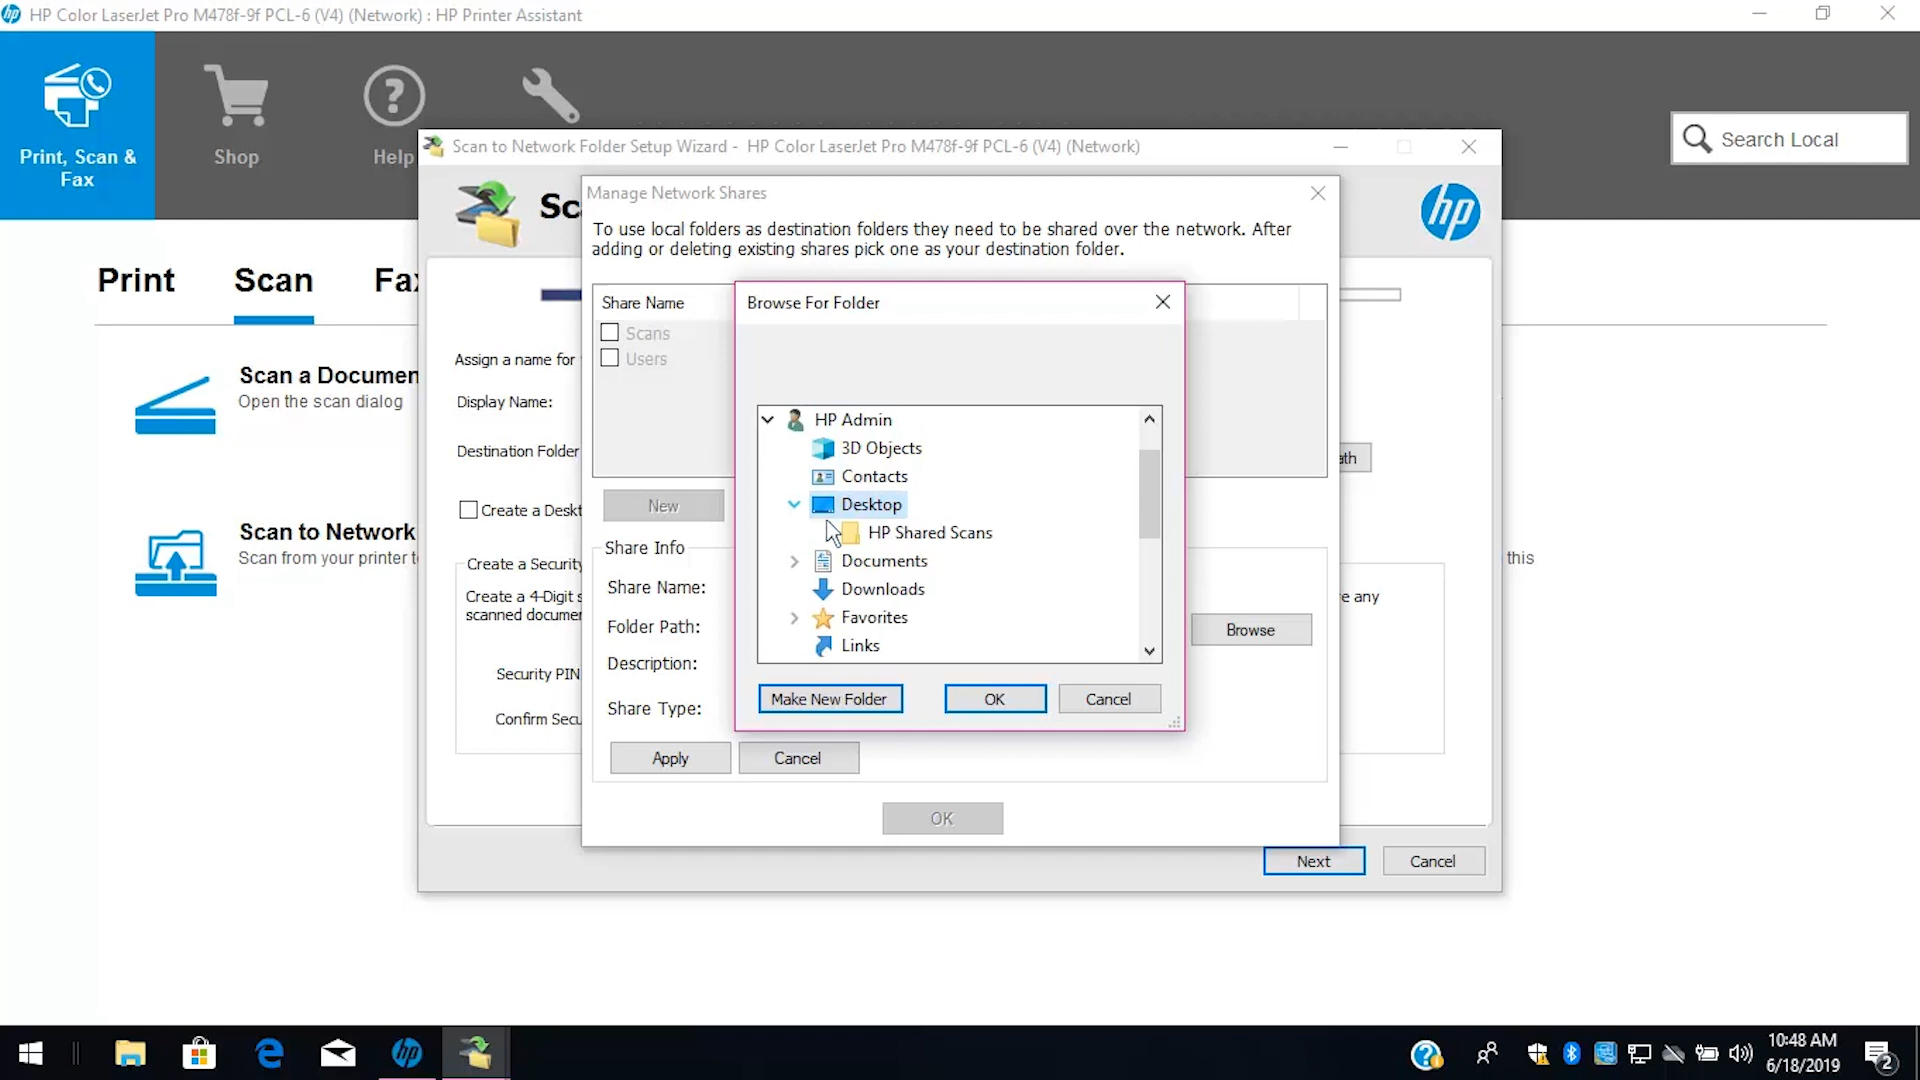 HP Color LaserJet Pro M478f-9f PCL-6 (V4) (Network) : HP Printer Assistant
Print, Scan &
Fax
Shop
Help
Search Local
Scan to Network Folder Setup Wizard - HP Color LaserJet Pro M478f-9f PCL-6 (V4) (Network)
Sc
hp
Manage Network Shares
To use local folders as destination folders they need to be shared over the network. After
adding or deleting existing shares pick one as your destination folder.
Print
Scan
Fax
Share Name
Scans
Users
Browse For Folder
Scan a Documen
Open the scan dialog
Assign a name for
Display Name:
Destination Folder
ath
HP Admin
3D Objects
Contacts
Desktop
HP Shared Scans
Documents
Downloads
Favorites
Links
Make New Folder
OK
Cancel
Create a Deskt
New
Scan to Network
Scan from your printer to
this
Share Info
Create a Security
Create a 4-Digit s
scanned documen
e any
Share Name:
Folder Path:
Browse
Description:
Security PIN
Share Type:
Confirm Secu
Apply
Cancel
OK
Next
Cancel
10:48 AM
6/18/2019
2